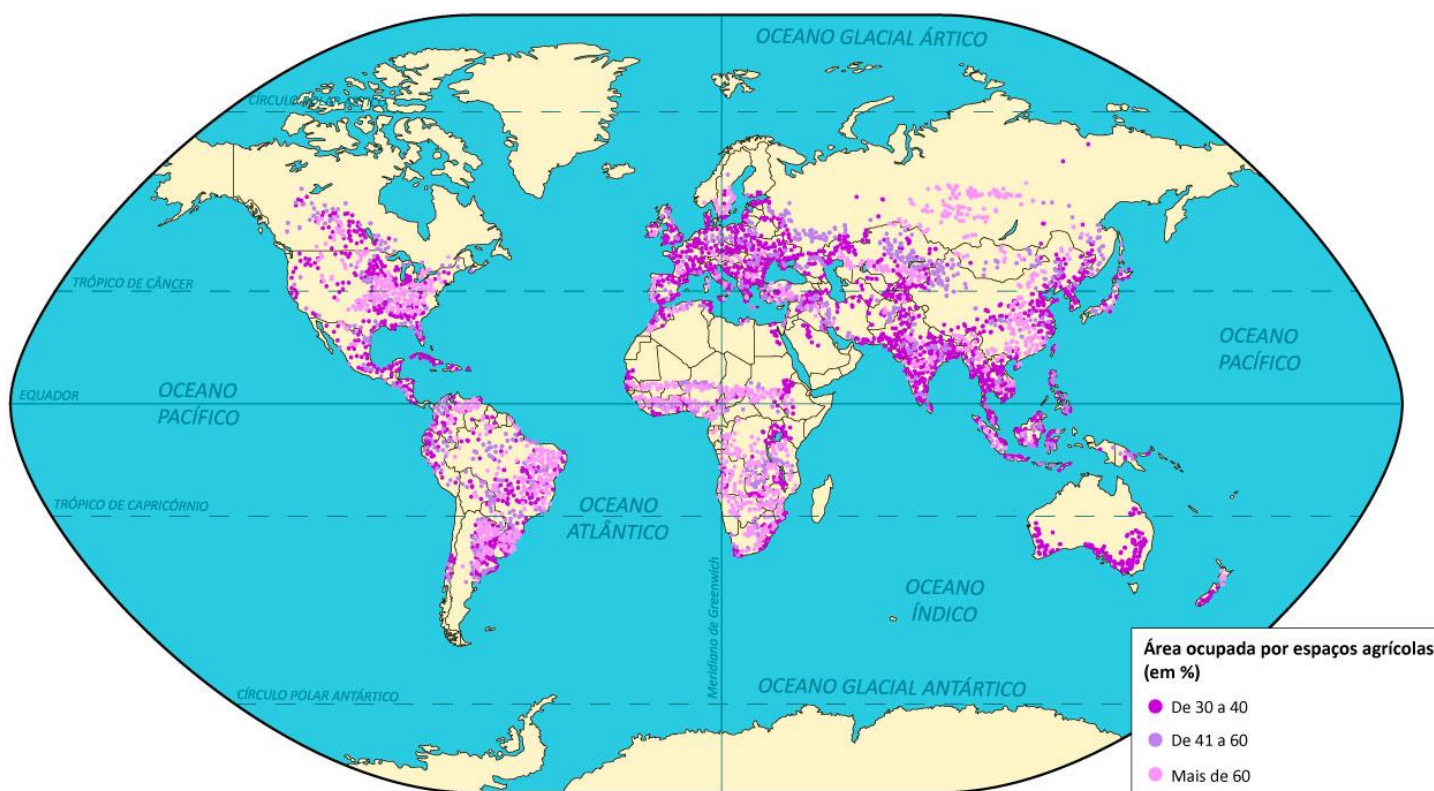 OCEANO GLACIAL ÁRTICO
CÍRCULO POLAR ÁRTICO
TRÓPICO DE CÂNCER
OCEANO
PACÍFICO
EQUADOR
OCEANO
PACÍFICO
TRÓPICO DE CAPRICÓRNIO
OCEANO
ATLÂNTICO
Meridiano de Greenwich
OCEANO
ÍNDICO
CÍRCULO POLAR ANTÁRTICO
OCEANO GLACIAL ANTÁRTICO
Área ocupada por espaços agrícolas
(em %)
De 30 a 40
De 41 a 60
Mais de 60